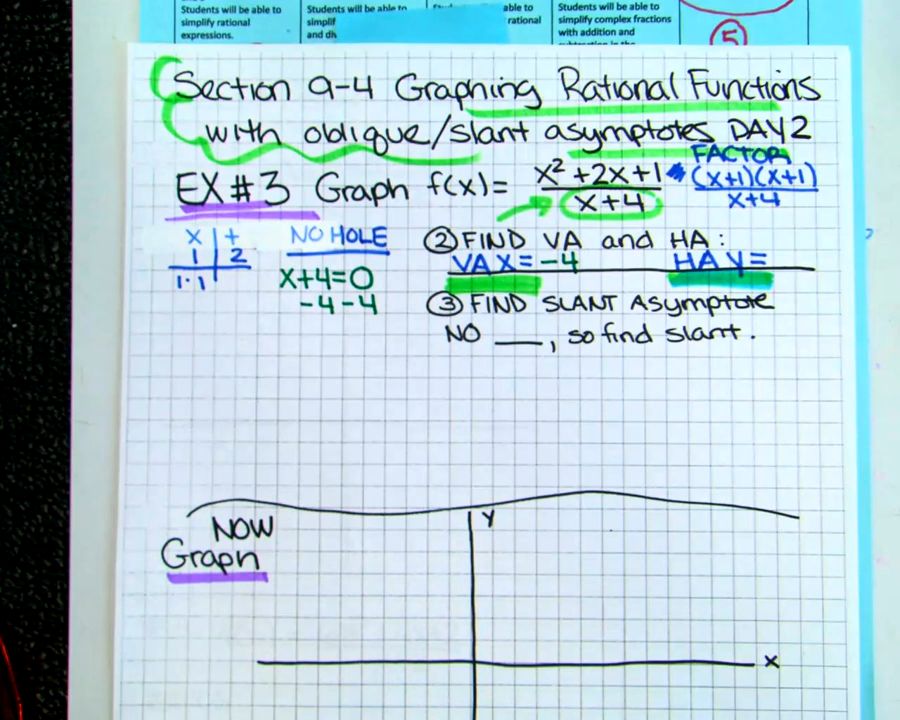 Students will be able to
simplify rational
expressions.
Students will be able to
simplif
and di
able to
rational
Students will be able to
simplify complex fractions
with addition and
5
Section 9-4 Graphing Rational Functions
with oblique/slant asymptotes DAY 2
FACTOR
EX #3 Graph f(x)= x² +2x+1 (x+1)(x+1)
x+4 x+4
x +
1 2
1·1
NO HOLE
x+4=0
-4 -4
② FIND VA and HA:
VA X= -4 HA Y=
③ FIND SLANT Asymptote
NO ___, so find slant.
NOW
Graph
Y
X